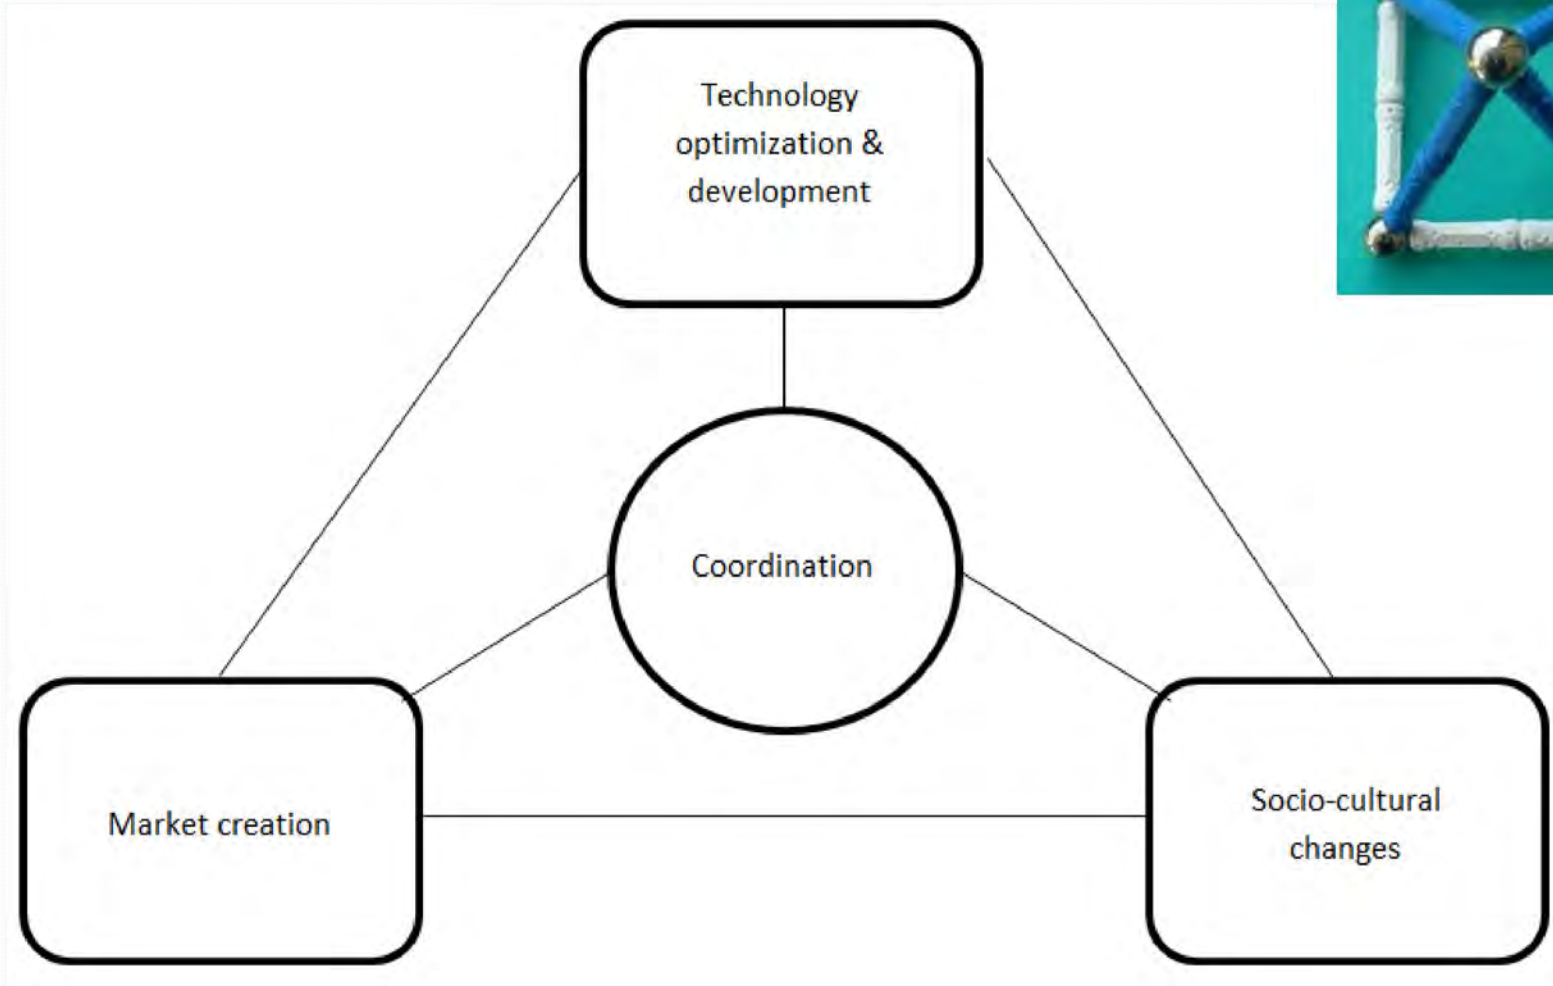 Technology
optimization &
development
Coordination
Market creation
Socio-cultural
changes